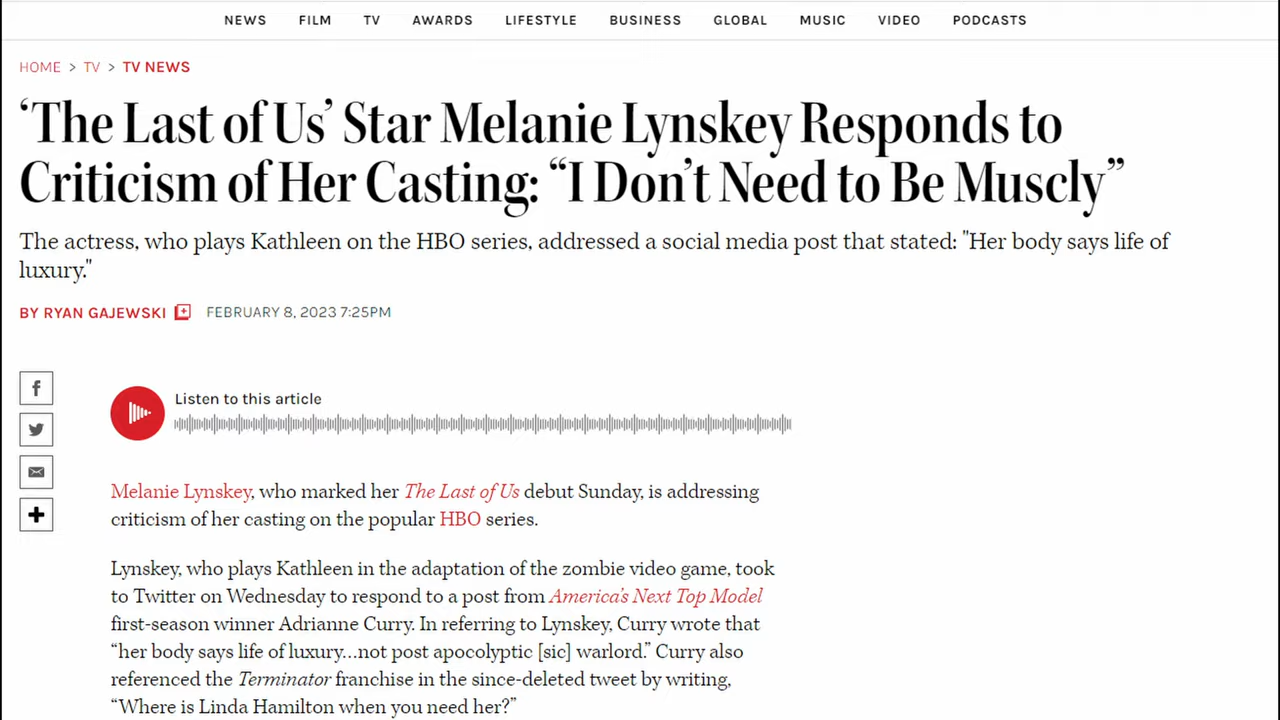 NEWS FILM TV AWARDS LIFESTYLE BUSINESS GLOBAL MUSIC VIDEO PODCASTS
HOME > TV > TV NEWS
‘The Last of Us’ Star Melanie Lynskey Responds to
Criticism of Her Casting: “I Don’t Need to Be Muscly”
The actress, who plays Kathleen on the HBO series, addressed a social media post that stated: "Her body says life of
luxury."
BY RYAN GAJEWSKI FEBRUARY 8, 2023 7:25PM
Listen to this article
Melanie Lynskey, who marked her The Last of Us debut Sunday, is addressing
criticism of her casting on the popular HBO series.
Lynskey, who plays Kathleen in the adaptation of the zombie video game, took
to Twitter on Wednesday to respond to a post from America’s Next Top Model
first-season winner Adrianne Curry. In referring to Lynskey, Curry wrote that
“her body says life of luxury…not post apocolyptic [sic] warlord.” Curry also
referenced the Terminator franchise in the since-deleted tweet by writing,
“Where is Linda Hamilton when you need her?”